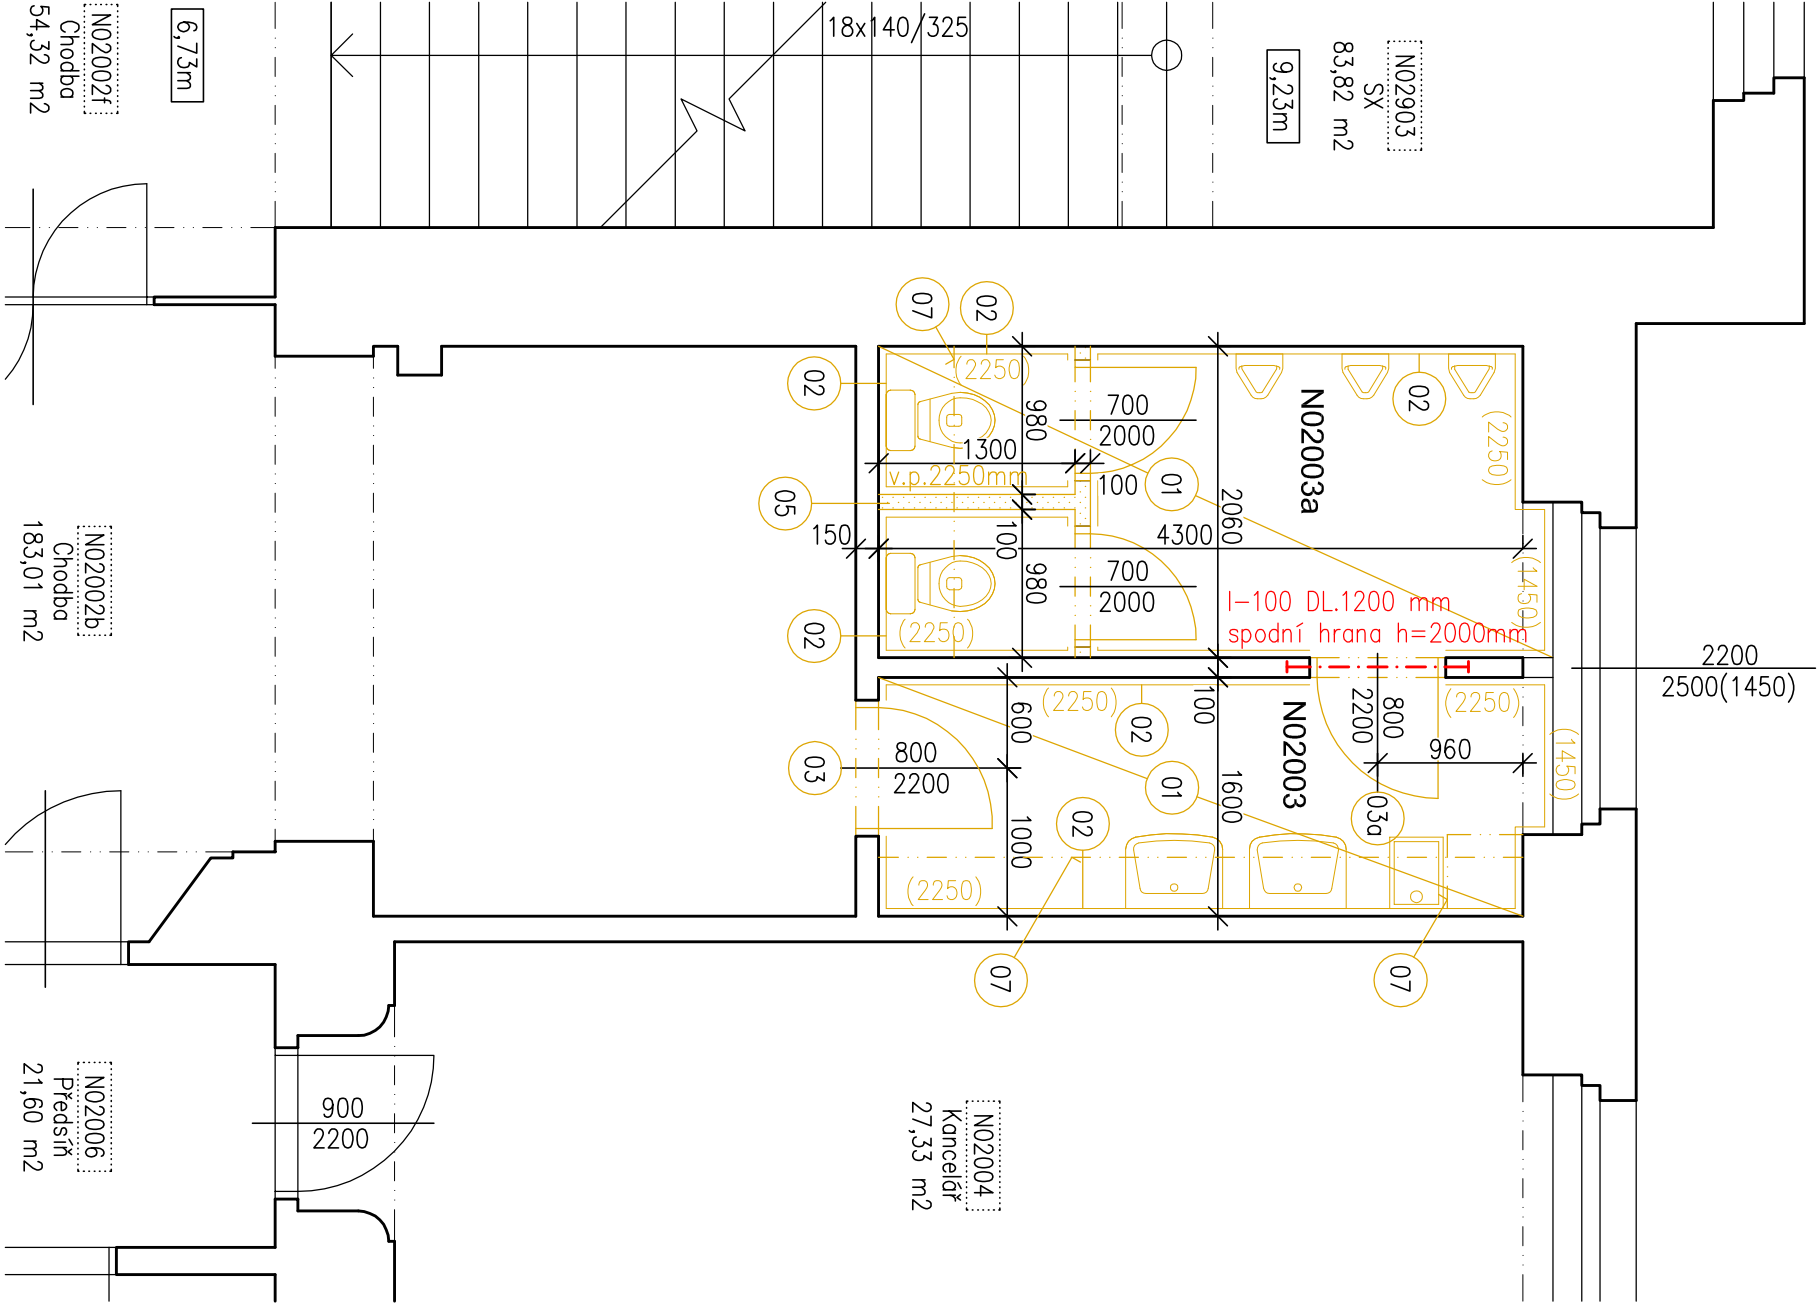 N02002f
Chodba
54,32 m2
6,73m
18x140/325
N02903
SX
83,82 m2
9,23m
07
02
(2250)
02
02
(2250)
980
700
2000
N02003a
1300
v.p.2250mm
100
01
2060
05
150
100
4300
980
700
2000
(1450)
I-100 DL.1200 mm
spodní hrana h=2000mm
02
(2250)
2200
2500(1450)
600
(2250)
02
100
N02003
800
2200
(2250)
960
(1450)
03
800
2200
01
1600
03a
02
1000
(2250)
07
07
N02002b
Chodba
183,01 m2
N02006
Předsíň
21,60 m2
900
2200
N02004
Kancelář
27,33 m2